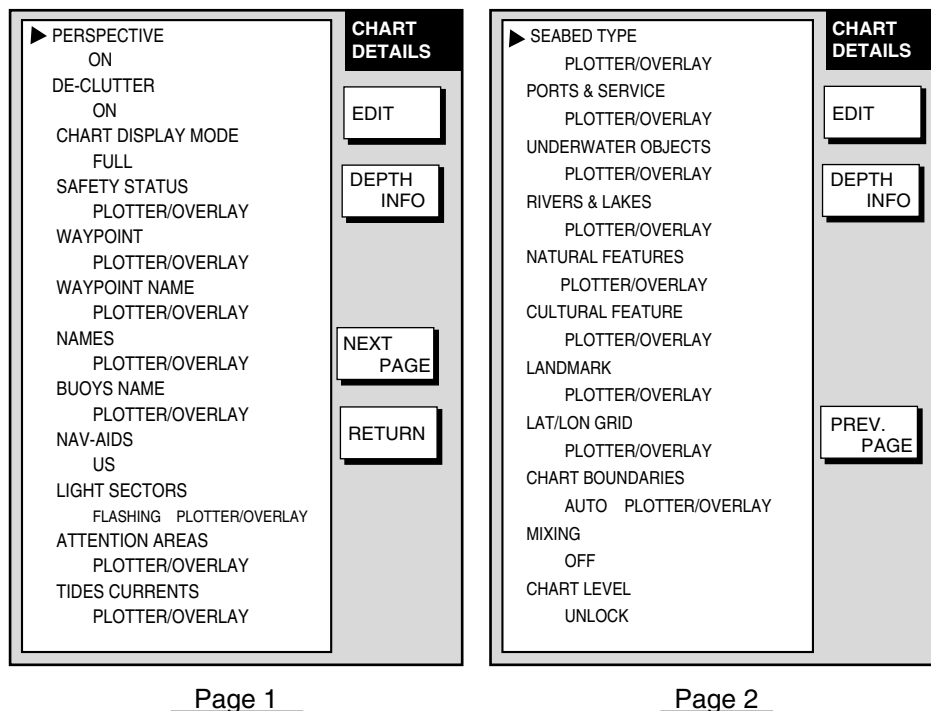 PERSPECTIVE
ON
DE-CLUTTER
ON
CHART DISPLAY MODE
FULL
SAFETY STATUS
PLOTTER/OVERLAY
WAYPOINT
PLOTTER/OVERLAY
WAYPOINT NAME
PLOTTER/OVERLAY
NAMES
PLOTTER/OVERLAY
BUOYS NAME
PLOTTER/OVERLAY
NAV-AIDS
US
LIGHT SECTORS
FLASHING PLOTTER/OVERLAY
ATTENTION AREAS
PLOTTER/OVERLAY
TIDES CURRENTS
PLOTTER/OVERLAY
CHART
DETAILS
EDIT
DEPTH
INFO
NEXT
PAGE
RETURN
Page 1
SEABED TYPE
PLOTTER/OVERLAY
PORTS & SERVICE
PLOTTER/OVERLAY
UNDERWATER OBJECTS
PLOTTER/OVERLAY
RIVERS & LAKES
PLOTTER/OVERLAY
NATURAL FEATURES
PLOTTER/OVERLAY
CULTURAL FEATURE
PLOTTER/OVERLAY
LANDMARK
PLOTTER/OVERLAY
LAT/LON GRID
PLOTTER/OVERLAY
CHART BOUNDARIES
AUTO PLOTTER/OVERLAY
MIXING
OFF
CHART LEVEL
UNLOCK
CHART
DETAILS
EDIT
DEPTH
INFO
PREV.
PAGE
Page 2